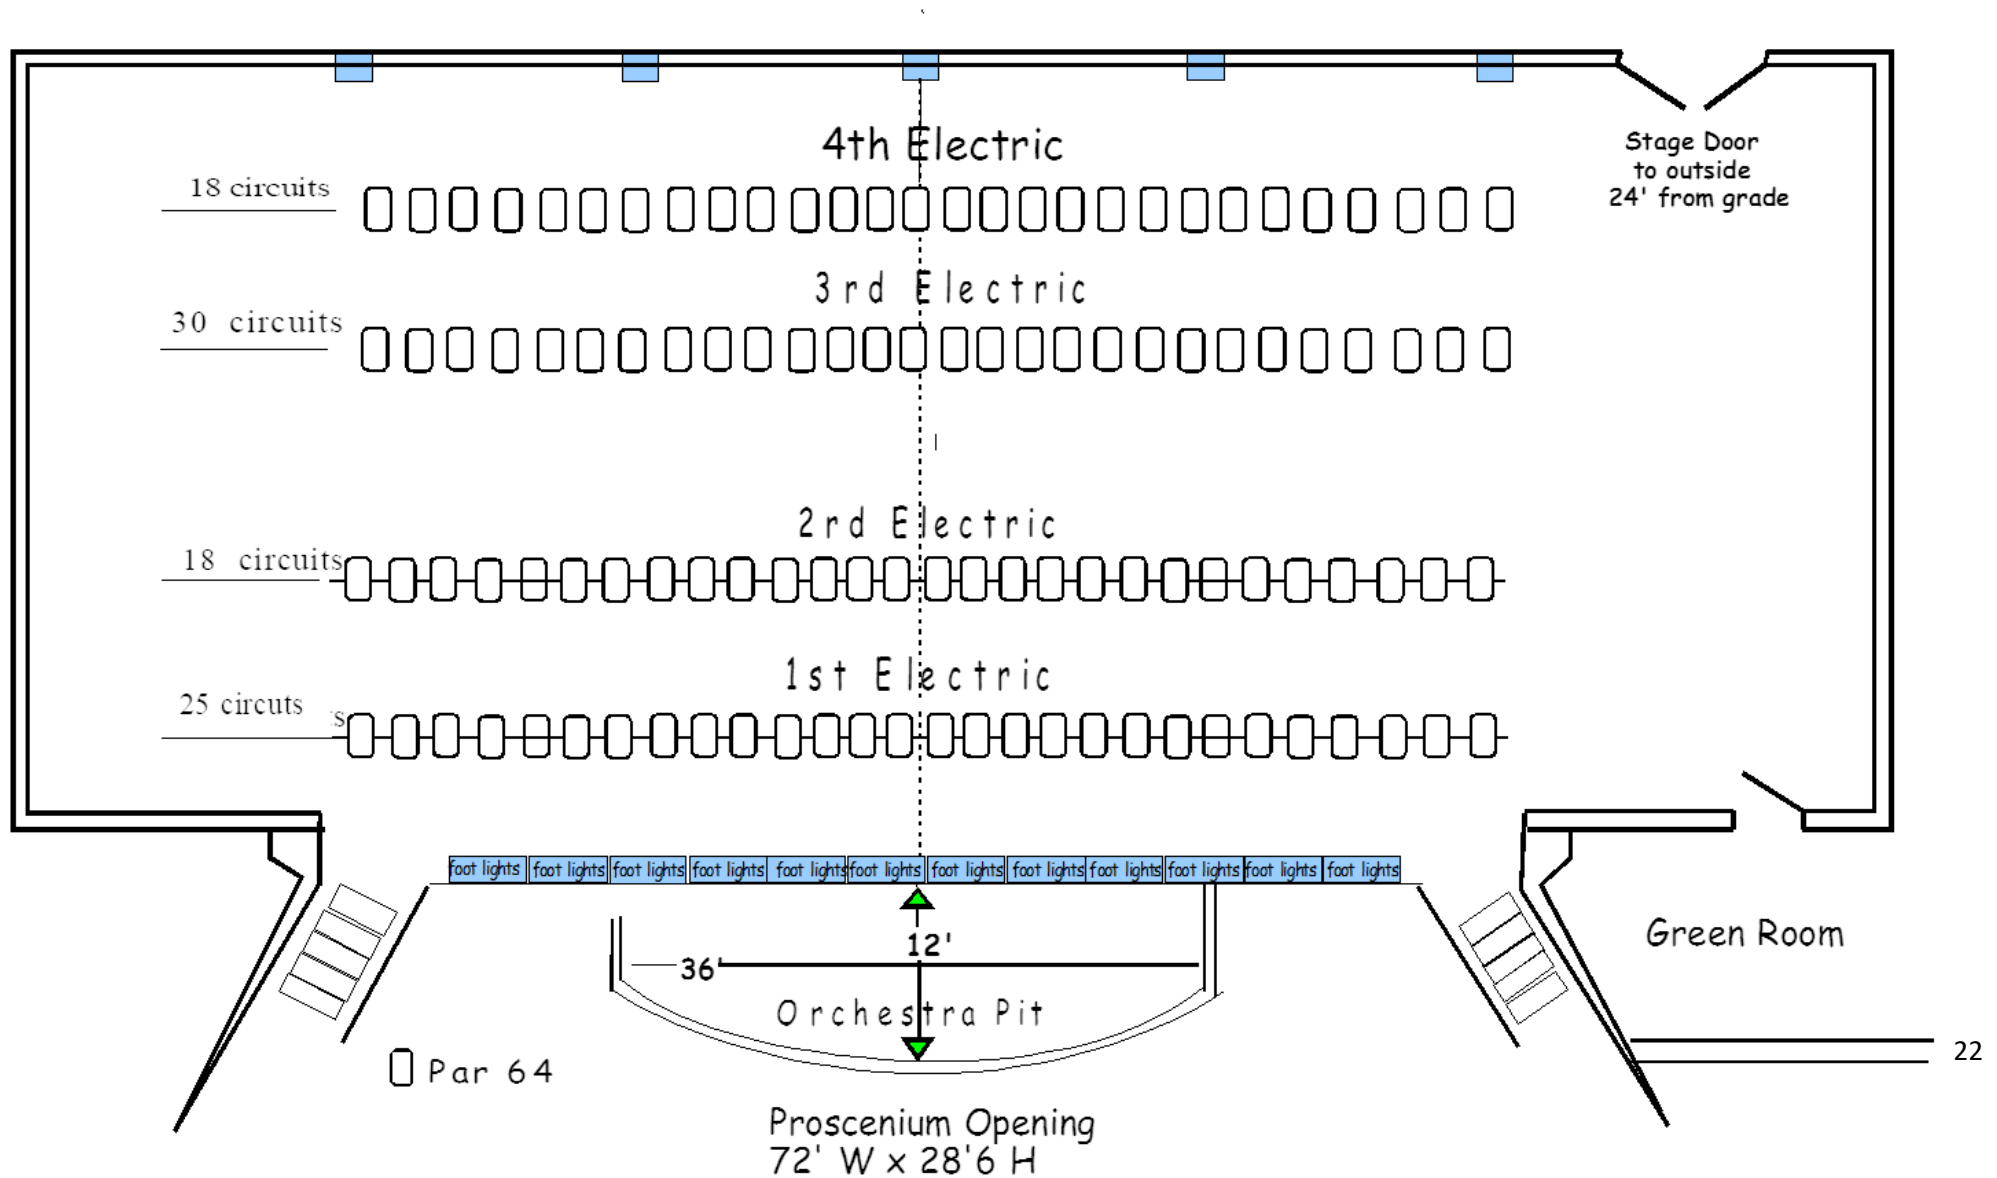 4th Electric
Stage Door
to outside
24' from grade
18 circuits
3rd Electric
30 circuits
2rd Electric
18 circuits
1st Electric
25 circuts
s
foot lights foot lights foot lights foot lights foot lights foot lights foot lights foot lights foot lights foot lights foot lights foot lights
12'
36'
Green Room
Orchestra Pit
22
Par 64
Proscenium Opening
72' W x 28'6 H